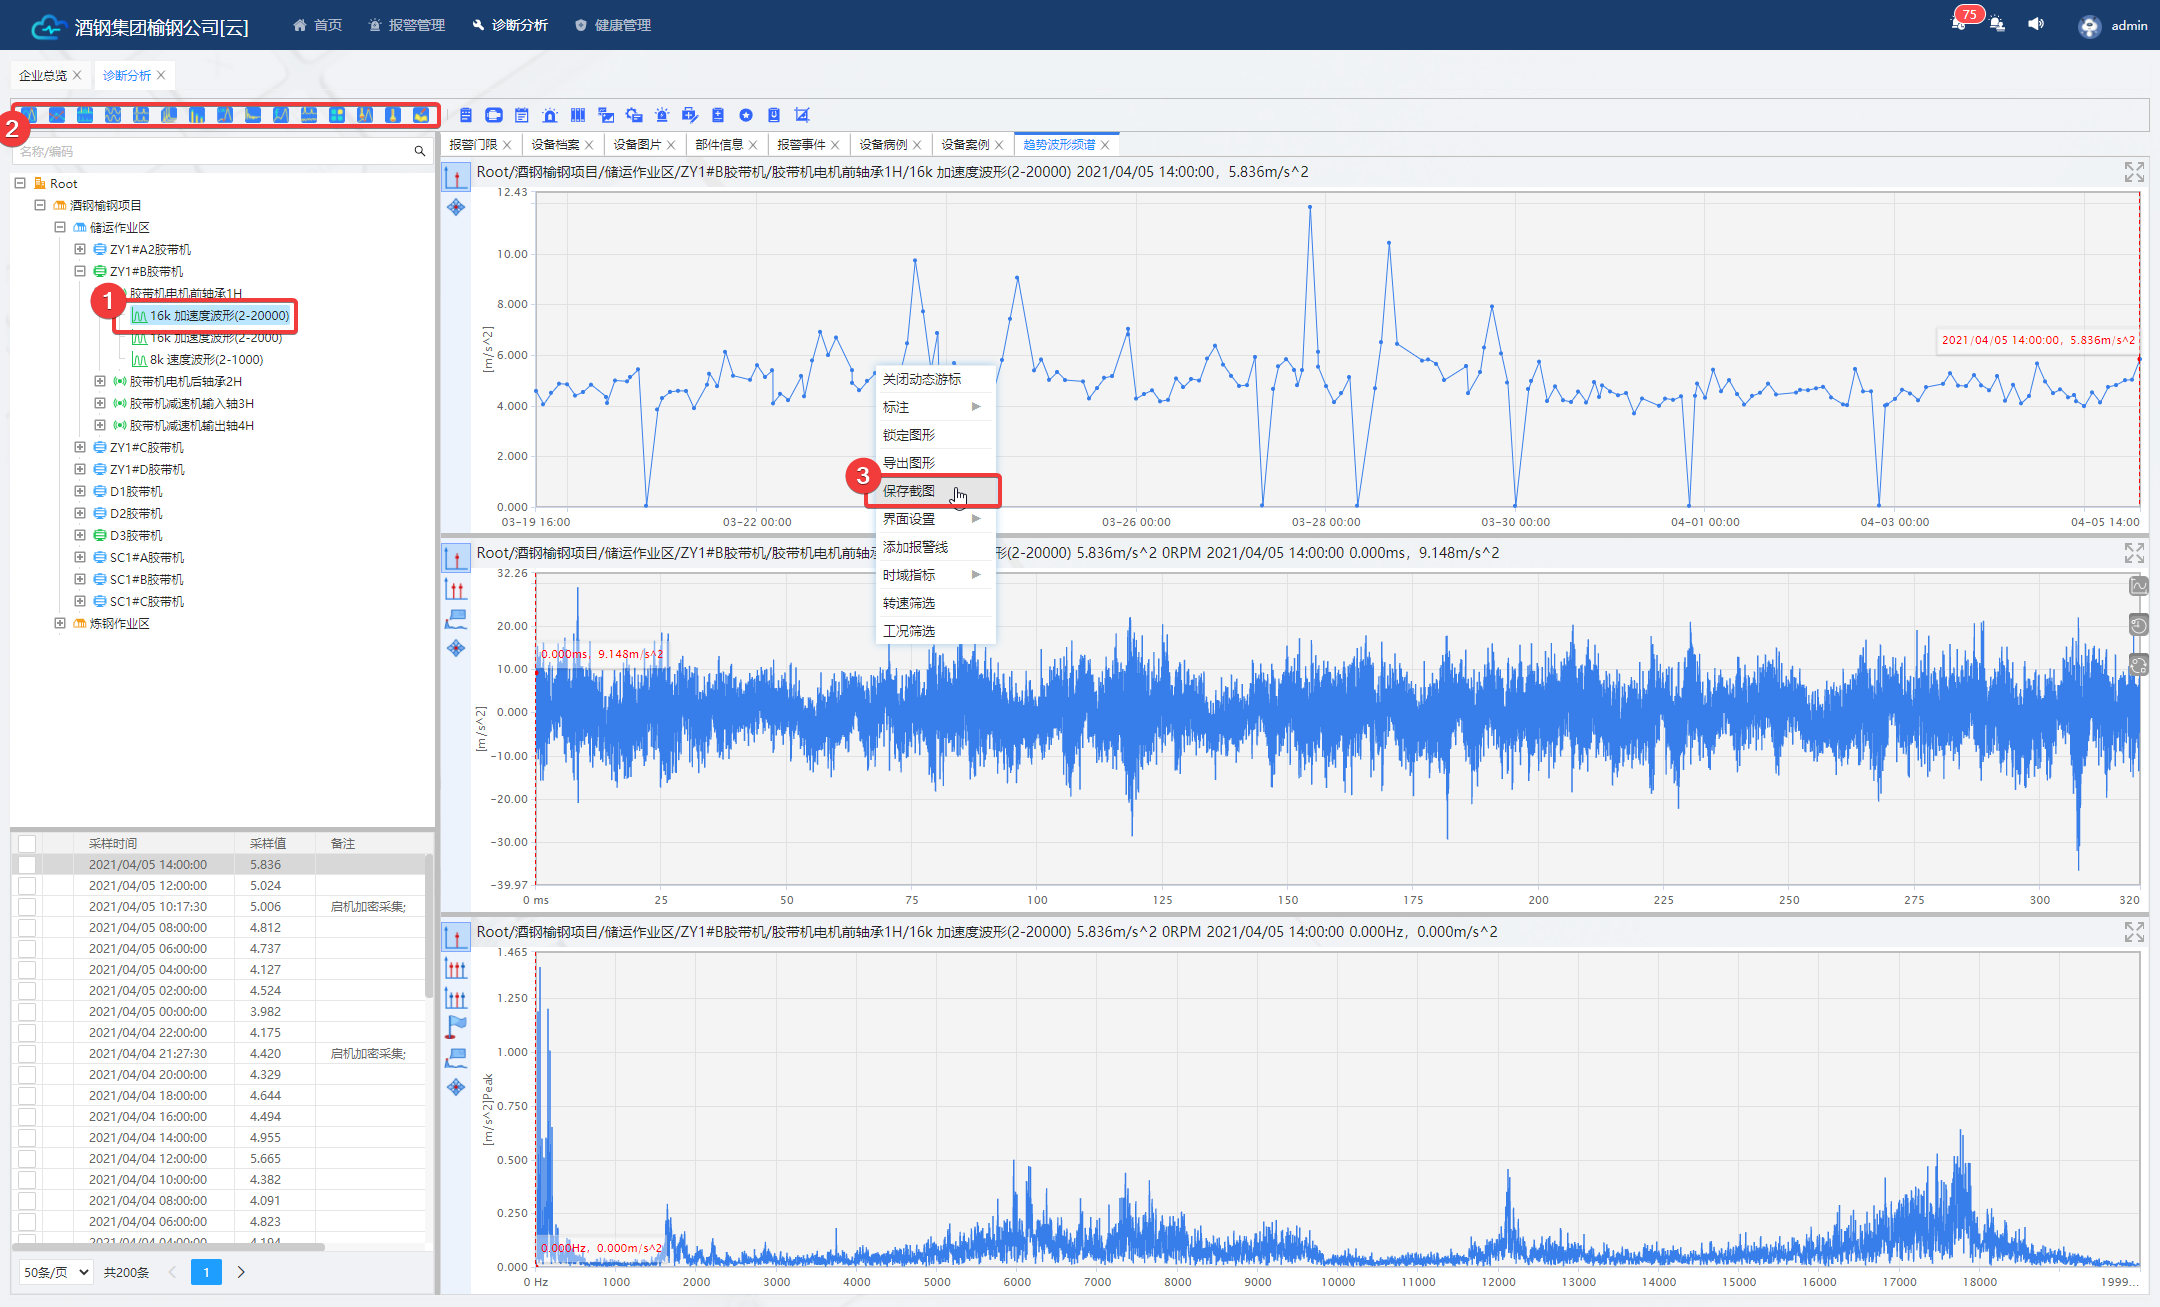 酒钢集团榆钢公司[云] 首页 报警管理 诊断分析 健康管理 75 admin
企业总览 诊断分析
2
名称/编码
报警门限 设备档案 设备图片 部件信息 报警事件 设备病例 设备案例 趋势波形频谱
Root
酒钢榆钢项目
储运作业区
ZY1#A2胶带机
ZY1#B胶带机
胶带机电机前轴承1H
1
16k 加速度波形(2-20000)
16k 加速度波形(2-2000)
8k 速度波形(2-1000)
胶带机电机后轴承2H
胶带机减速机输入轴3H
胶带机减速机输出轴4H
ZY1#C胶带机
ZY1#D胶带机
D1胶带机
D2胶带机
D3胶带机
SC1#A胶带机
SC1#B胶带机
SC1#C胶带机
炼钢作业区
采样时间 采样值 备注
2021/04/05 14:00:00 5.836
2021/04/05 12:00:00 5.024
2021/04/05 10:17:30 5.006 启机加密采集;
2021/04/05 08:00:00 4.812
2021/04/05 06:00:00 4.737
2021/04/05 04:00:00 4.127
2021/04/05 02:00:00 4.524
2021/04/05 00:00:00 3.982
2021/04/04 22:00:00 4.175
2021/04/04 21:27:30 4.420 启机加密采集;
2021/04/04 20:00:00 4.329
2021/04/04 18:00:00 4.644
2021/04/04 16:00:00 4.494
2021/04/04 14:00:00 4.955
2021/04/04 12:00:00 5.665
2021/04/04 10:00:00 4.382
2021/04/04 08:00:00 4.091
2021/04/04 06:00:00 4.823
2021/04/04 04:00:00 4.194
50条/页 共200条 1
Root/酒钢榆钢项目/储运作业区/ZY1#B胶带机/胶带机电机前轴承1H/16k 加速度波形(2-20000) 2021/04/05 14:00:00, 5.836m/s^2
12.43
10.00
8.000
6.000
4.000
2.000
0.000
[m/s^2]
2021/04/05 14:00:00, 5.836m/s^2
03-19 16:00 03-22 00:00 03-26 00:00 03-28 00:00 03-30 00:00 04-01 00:00 04-03 00:00 04-05 14:00
关闭动态游标
标注
锁定图形
导出图形
3
保存截图
界面设置
添加报警线
时域指标
转速筛选
工况筛选
Root/酒钢榆钢项目/储运作业区/ZY1#B胶带机/胶带机电机前轴 形(2-20000) 5.836m/s^2 0RPM 2021/04/05 14:00:00 0.000ms, 9.148m/s^2
32.26
20.00
10.00
0.000
-10.00
-20.00
-30.00
-39.97
[m/s^2]
0.000ms, 9.148m/s^2
0 ms 25 50 75 100 125 150 175 200 225 250 275 300 320
Root/酒钢榆钢项目/储运作业区/ZY1#B胶带机/胶带机电机前轴承1H/16k 加速度波形(2-20000) 5.836m/s^2 0RPM 2021/04/05 14:00:00 0.000Hz, 0.000m/s^2
1.465
1.250
1.000
0.750
0.500
0.250
0.000
[m/s^2]Peak
0.000Hz, 0.000m/s^2
0 Hz 1000 2000 3000 4000 5000 6000 7000 8000 9000 10000 11000 12000 13000 14000 15000 16000 17000 18000 1999...